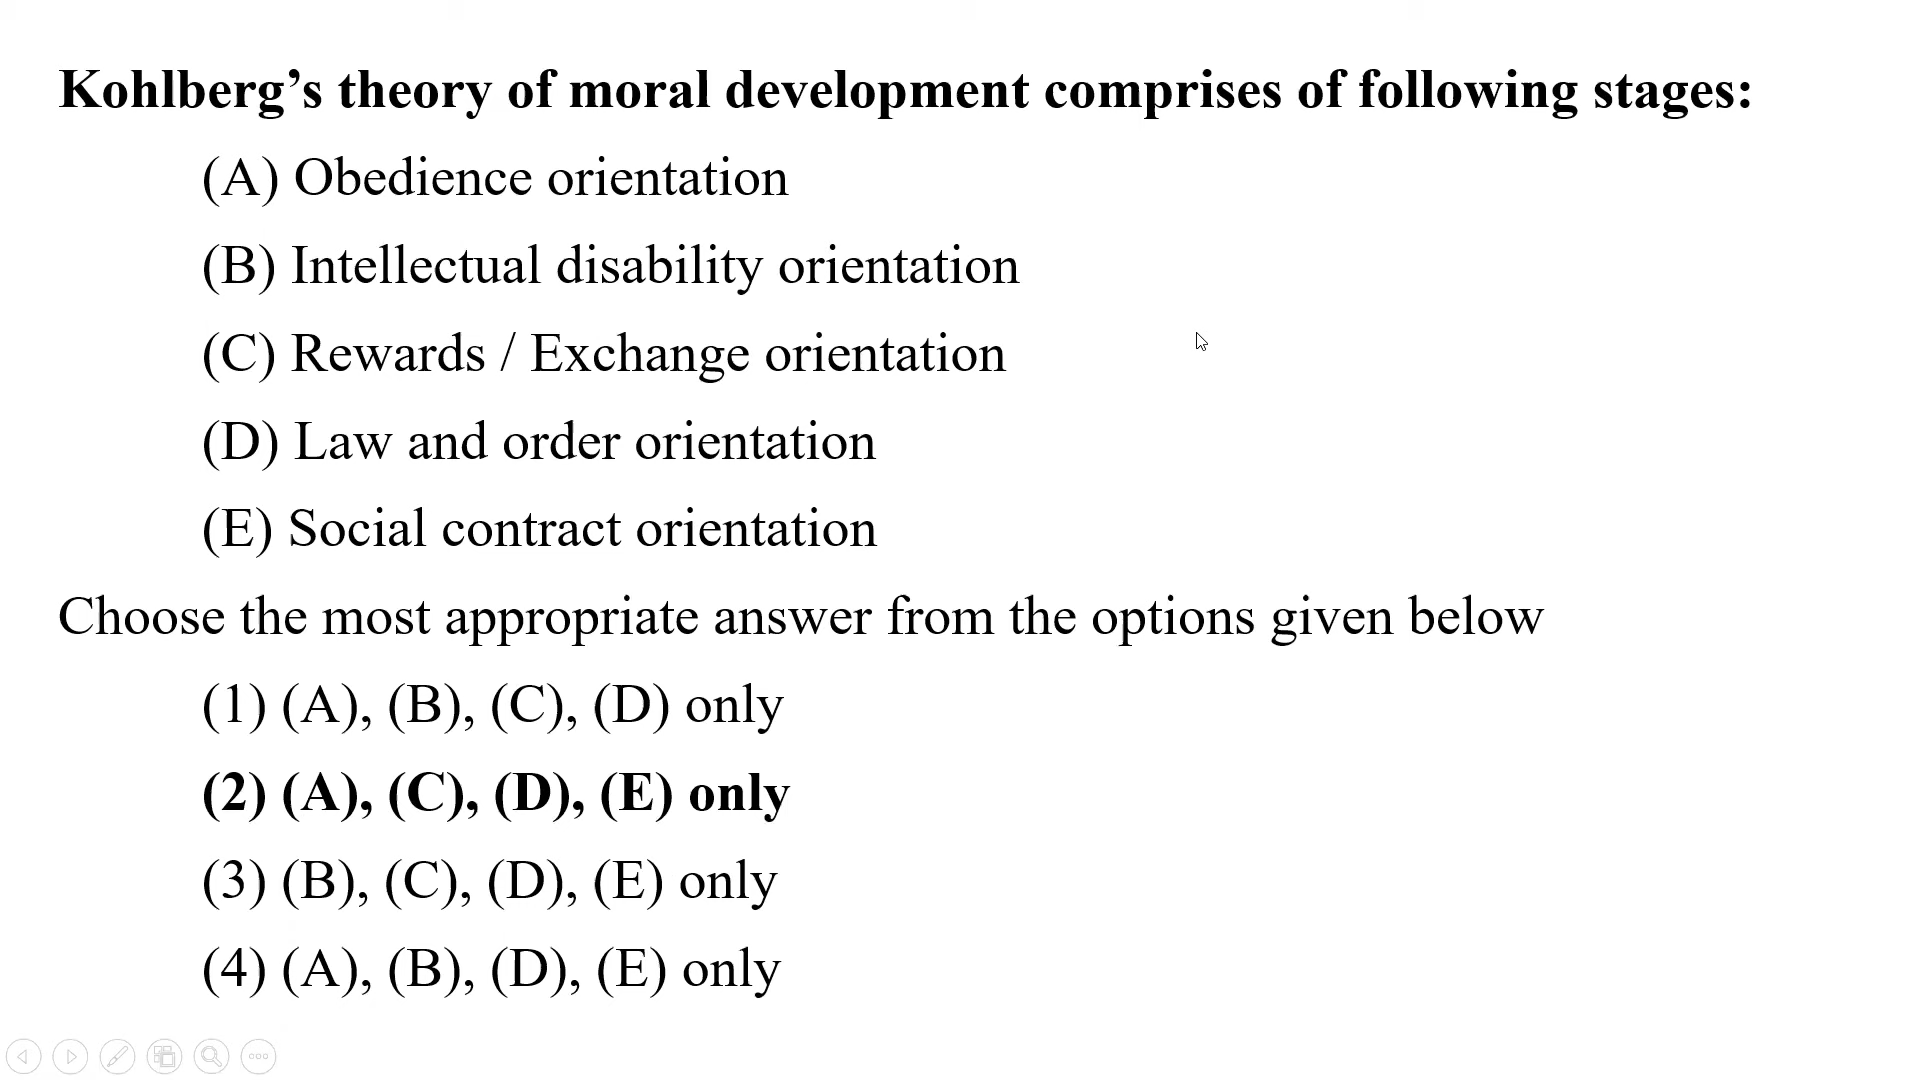 Kohlberg’s theory of moral development comprises of following stages:
(A) Obedience orientation
(B) Intellectual disability orientation
(C) Rewards / Exchange orientation
(D) Law and order orientation
(E) Social contract orientation
Choose the most appropriate answer from the options given below
(1) (A), (B), (C), (D) only
(2) (A), (C), (D), (E) only
(3) (B), (C), (D), (E) only
(4) (A), (B), (D), (E) only